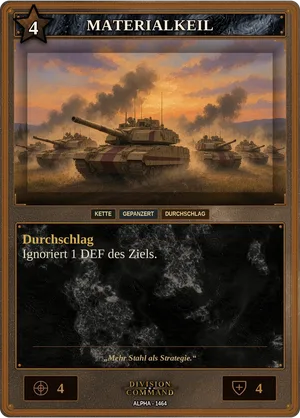 4
MATERIALKEIL
KETTE GEPANZERT DURCHSCHLAG
Durchschlag
Ignoriert 1 DEF des Ziels.
„Mehr Stahl als Strategie.“
4
DIVISION
COMMAND
ALPHA - 1464
4